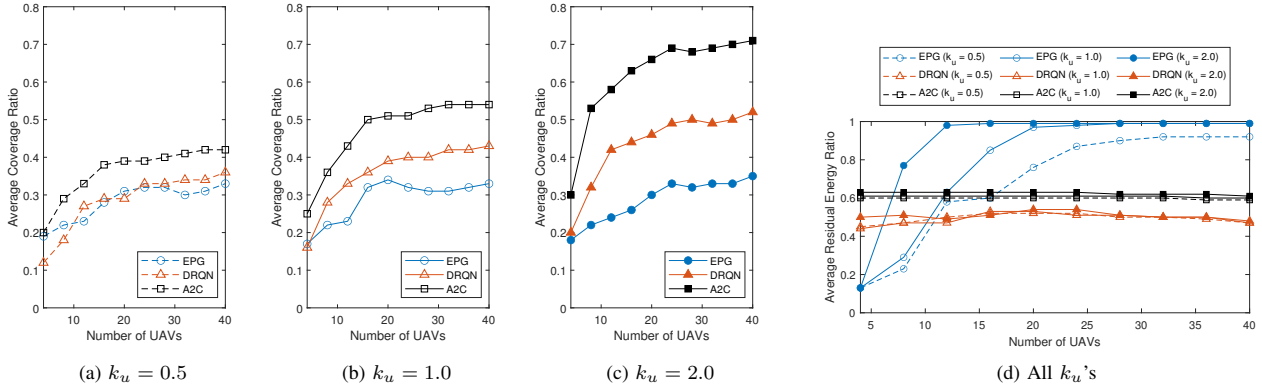 Average Coverage Ratio
0.8
0.7
0.6
0.5
0.4
0.3
0.2
0.1
0
10
20
30
40
Number of UAVs
EPG
DRQN
A2C
(a) k_u = 0.5
Average Coverage Ratio
0.8
0.7
0.6
0.5
0.4
0.3
0.2
0.1
0
10
20
30
40
Number of UAVs
EPG
DRQN
A2C
(b) k_u = 1.0
Average Coverage Ratio
0.8
0.7
0.6
0.5
0.4
0.3
0.2
0.1
0
10
20
30
40
Number of UAVs
EPG
DRQN
A2C
(c) k_u = 2.0
EPG (k_u = 0.5) EPG (k_u = 1.0) EPG (k_u = 2.0)
DRQN (k_u = 0.5) DRQN (k_u = 1.0) DRQN (k_u = 2.0)
A2C (k_u = 0.5) A2C (k_u = 1.0) A2C (k_u = 2.0)
Average Residual Energy Ratio
1
0.8
0.6
0.4
0.2
0
5
10
15
20
25
30
35
40
Number of UAVs
(d) All k_u's